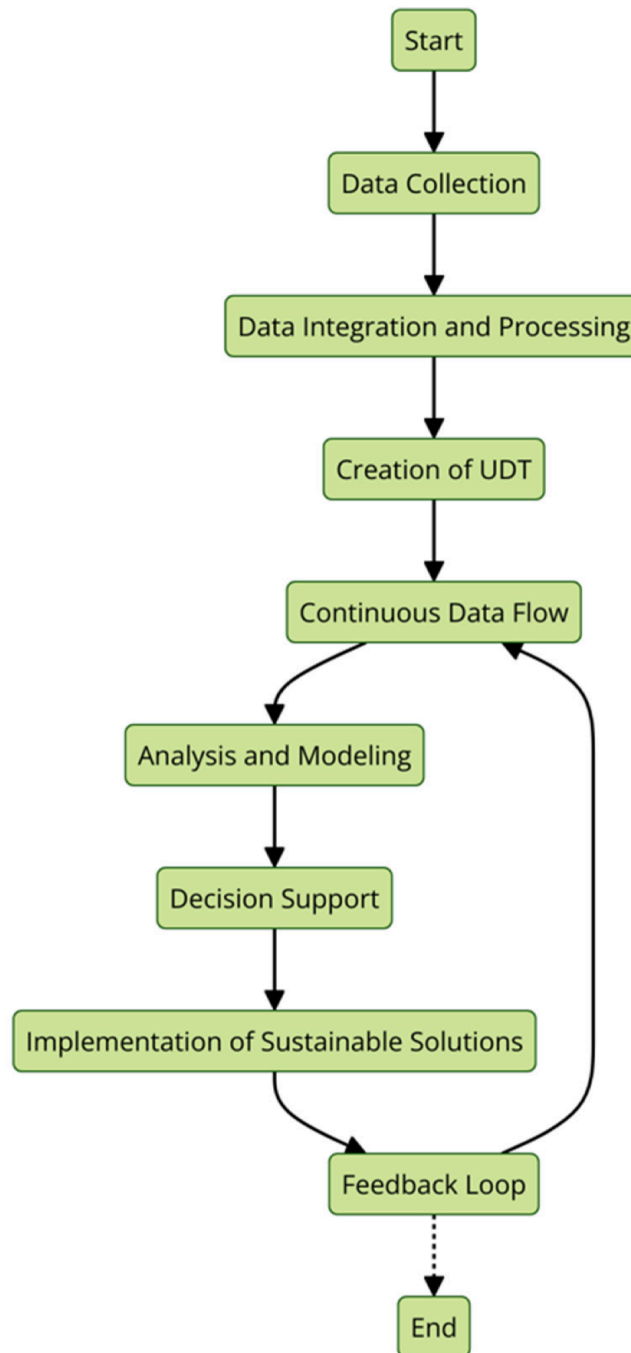 Start
Data Collection
Data Integration and Processing
Creation of UDT
Continuous Data Flow
Analysis and Modeling
Decision Support
Implementation of Sustainable Solutions
Feedback Loop
End